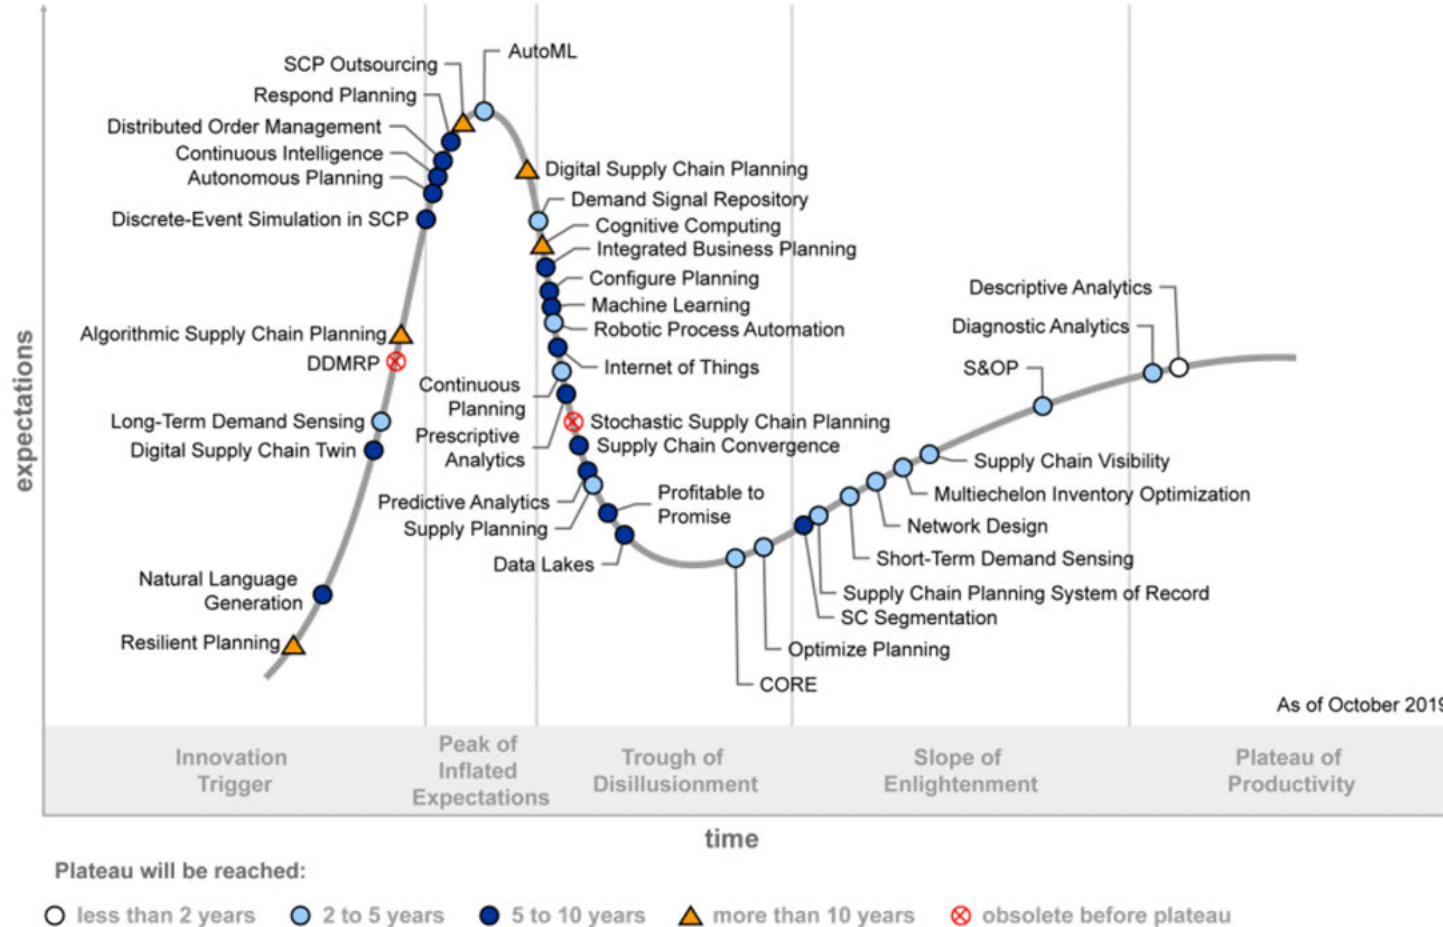 AutoML
SCP Outsourcing
Respond Planning
Distributed Order Management
Continuous Intelligence
Autonomous Planning
Discrete-Event Simulation in SCP
Algorithmic Supply Chain Planning
DDMRP
Long-Term Demand Sensing
Digital Supply Chain Twin
Natural Language
Generation
Resilient Planning
Digital Supply Chain Planning
Demand Signal Repository
Cognitive Computing
Integrated Business Planning
Configure Planning
Machine Learning
Robotic Process Automation
Internet of Things
Continuous
Planning
Prescriptive
Analytics
Stochastic Supply Chain Planning
Supply Chain Convergence
Predictive Analytics
Supply Planning
Profitable to
Promise
Data Lakes
Descriptive Analytics
Diagnostic Analytics
S&OP
Supply Chain Visibility
Multiechelon Inventory Optimization
Network Design
Short-Term Demand Sensing
Supply Chain Planning System of Record
SC Segmentation
Optimize Planning
CORE
As of October 2019
expectations
Innovation
Trigger
Peak of
Inflated
Expectations
Trough of
Disillusionment
Slope of
Enlightenment
Plateau of
Productivity
time
Plateau will be reached:
less than 2 years
2 to 5 years
5 to 10 years
more than 10 years
obsolete before plateau